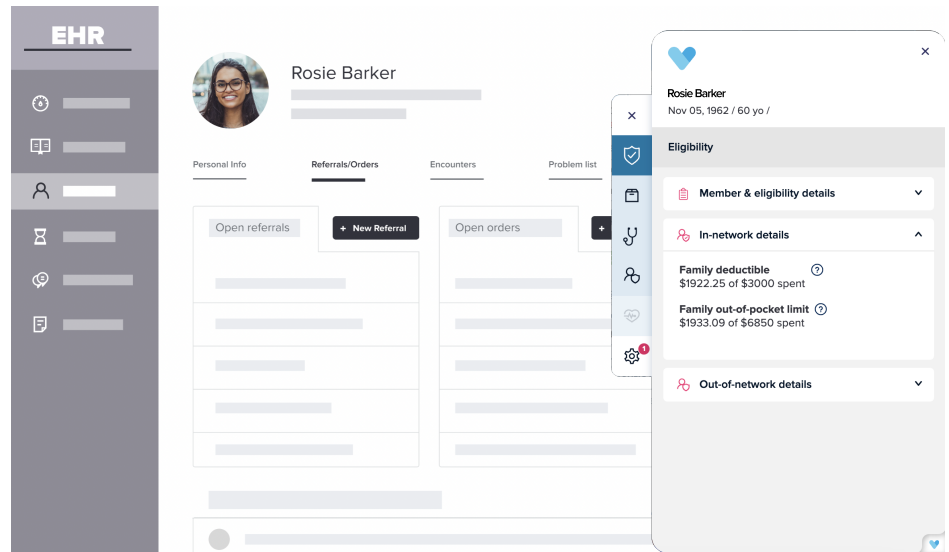 EHR
Rosie Barker
Personal Info
Referrals/Orders
Encounters
Problem list
Open referrals
+ New Referral
Open orders
+
1
Rosie Barker
Nov 05, 1962 / 60 yo /
Eligibility
Member & eligibility details
In-network details
Family deductible ?
$1922.25 of $3000 spent
Family out-of-pocket limit ?
$1933.09 of $6850 spent
Out-of-network details